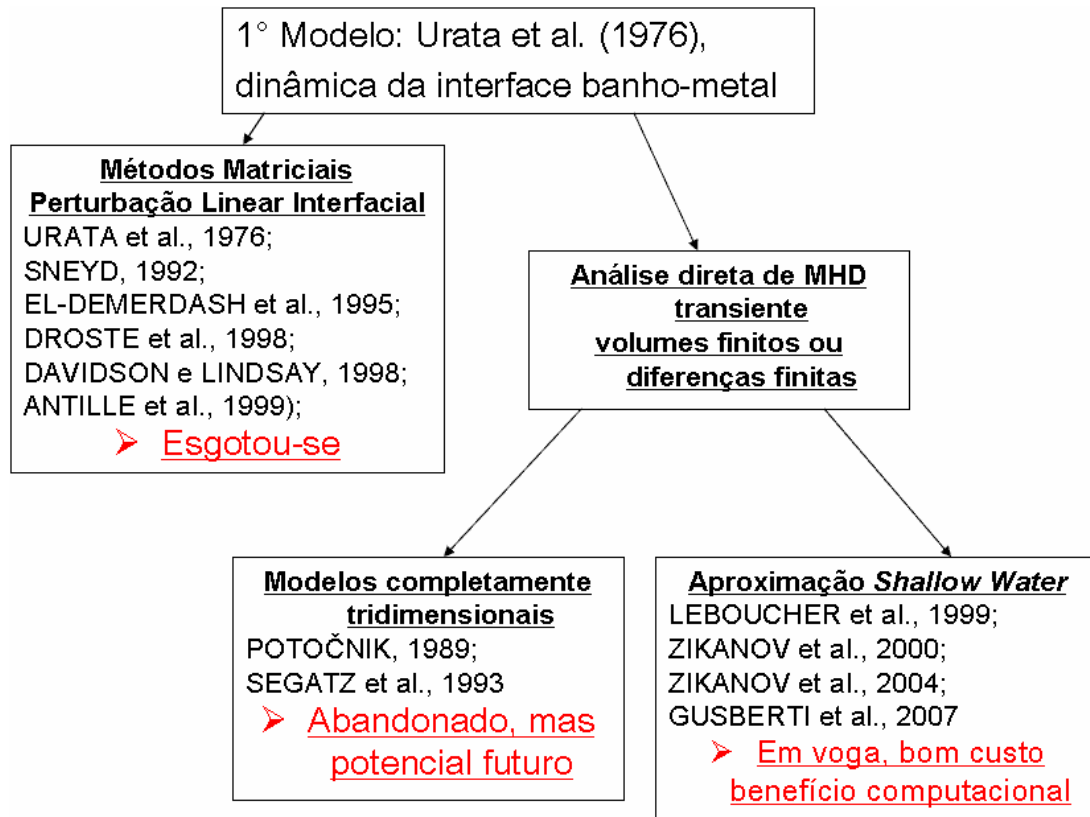 1° Modelo: Urata et al. (1976),
dinâmica da interface banho-metal
Métodos Matriciais
Perturbação Linear Interfacial
URATA et al., 1976;
SNEYD, 1992;
EL-DEMERDASH et al., 1995;
DROSTE et al., 1998;
DAVIDSON e LINDSAY, 1998;
ANTILLE et al., 1999);
➢ Esgotou-se
Análise direta de MHD
transiente
volumes finitos ou
diferenças finitas
Modelos completamente
tridimensionais
POTOČNIK, 1989;
SEGATZ et al., 1993
➢ Abandonado, mas
potencial futuro
Aproximação Shallow Water
LEBOUCHER et al., 1999;
ZIKANOV et al., 2000;
ZIKANOV et al., 2004;
GUSBERTI et al., 2007
➢ Em voga, bom custo
benefício computacional